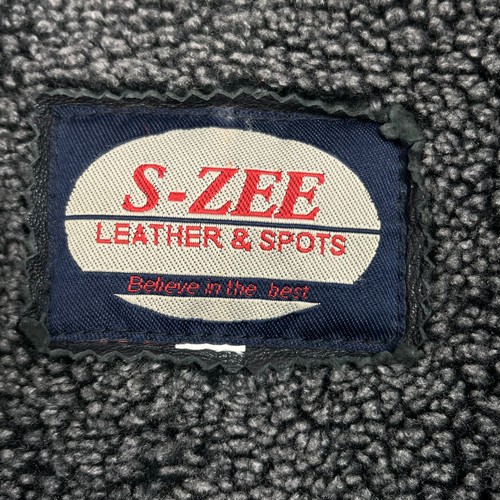 S-ZEE
LEATHER & SPOTS
Believe in the best